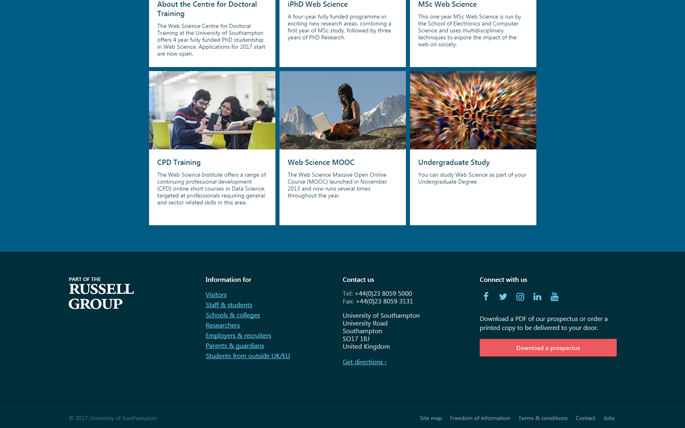 About the Centre for Doctoral
Training
The Web Science Centre for Doctoral
Training at the University of Southampton
offers 4 year fully funded PhD studentship
in Web Science. Applications for 2017 start
are now open.
iPhD Web Science
A four-year fully funded programme in
exciting new research areas, combining a
first year of MSc study, followed by three
years of PhD Research.
MSc Web Science
This one year MSc Web Science is run by
the School of Electronics and Computer
Science and uses multidisciplinary
techniques to expore the impact of the
web on society.
CPD Training
The Web Science Institute offers a range of
continuing professional development
(CPD) online short courses in Data Science,
targeted at professionals requiring general
and sector related skills in this area.
Web Science MOOC
The Web Science Massive Open Online
Course (MOOC) launched in November
2013 and now runs several times
throughout the year.
Undergraduate Study
You can study Web Science as part of your
Undergraduate Degree.
PART OF THE
RUSSELL
GROUP
Information for
Visitors
Staff & students
Schools & colleges
Researchers
Employers & recruiters
Parents & guardians
Students from outside UK/EU
Contact us
Tel: +44(0)23 8059 5000
Fax: +44(0)23 8059 3131
University of Southampton
University Road
Southampton
SO17 1BJ
United Kingdom
Get directions ›
Connect with us
Download a PDF of our prospectus or order a
printed copy to be delivered to your door.
Download a prospectus
© 2017 University of Southampton
Site map
Freedom of information
Terms & conditions
Contact
Jobs